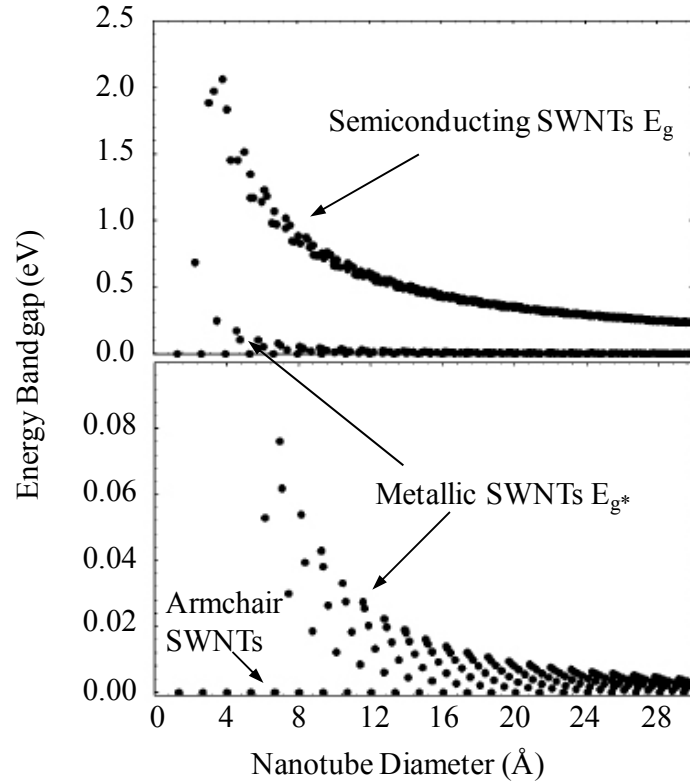 2.5
2.0
Semiconducting SWNTs Eg
1.5
1.0
0.5
0.0
Energy Bandgap (eV)
0.08
0.06
Metallic SWNTs Eg*
0.04
Armchair
SWNTs
0.02
0.00
0 4 8 12 16 20 24 28
Nanotube Diameter (Å)